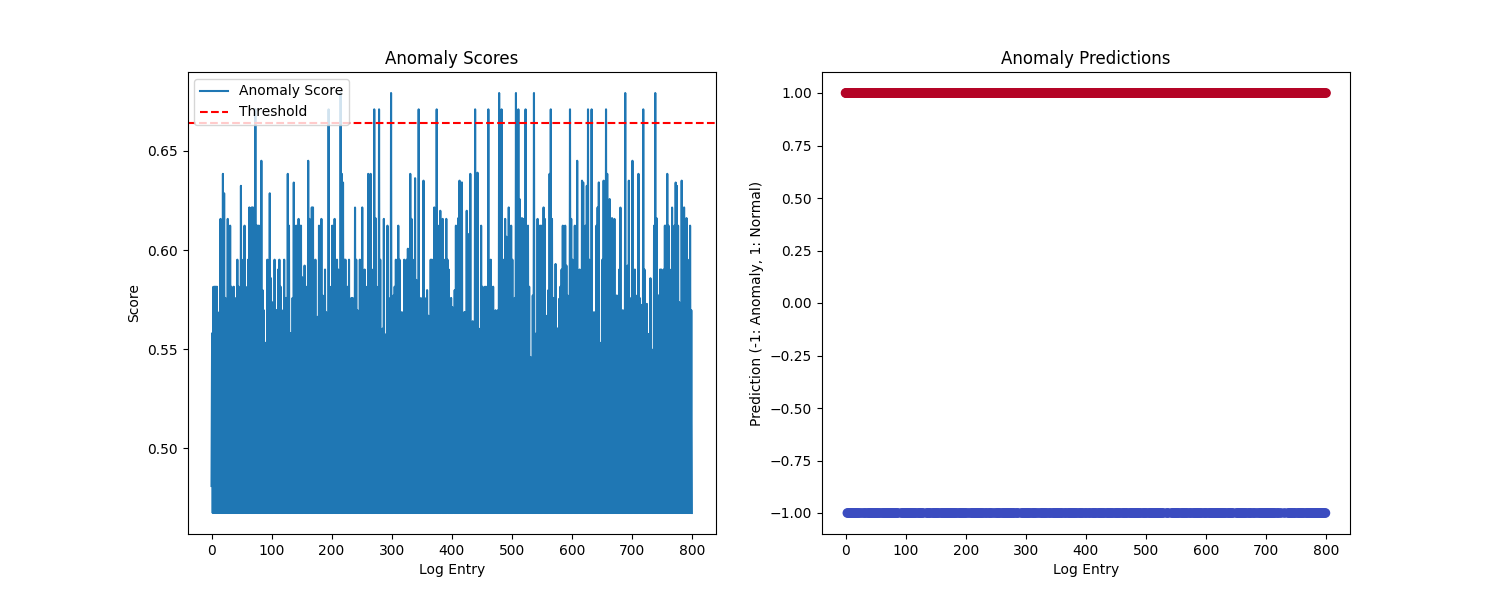 Anomaly Scores
Anomaly Score
Threshold
0.65
0.60
0.55
0.50
Score
0 100 200 300 400 500 600 700 800
Log Entry
Anomaly Predictions
1.00
0.75
0.50
0.25
0.00
−0.25
−0.50
−0.75
−1.00
Prediction (-1: Anomaly, 1: Normal)
0 100 200 300 400 500 600 700 800
Log Entry